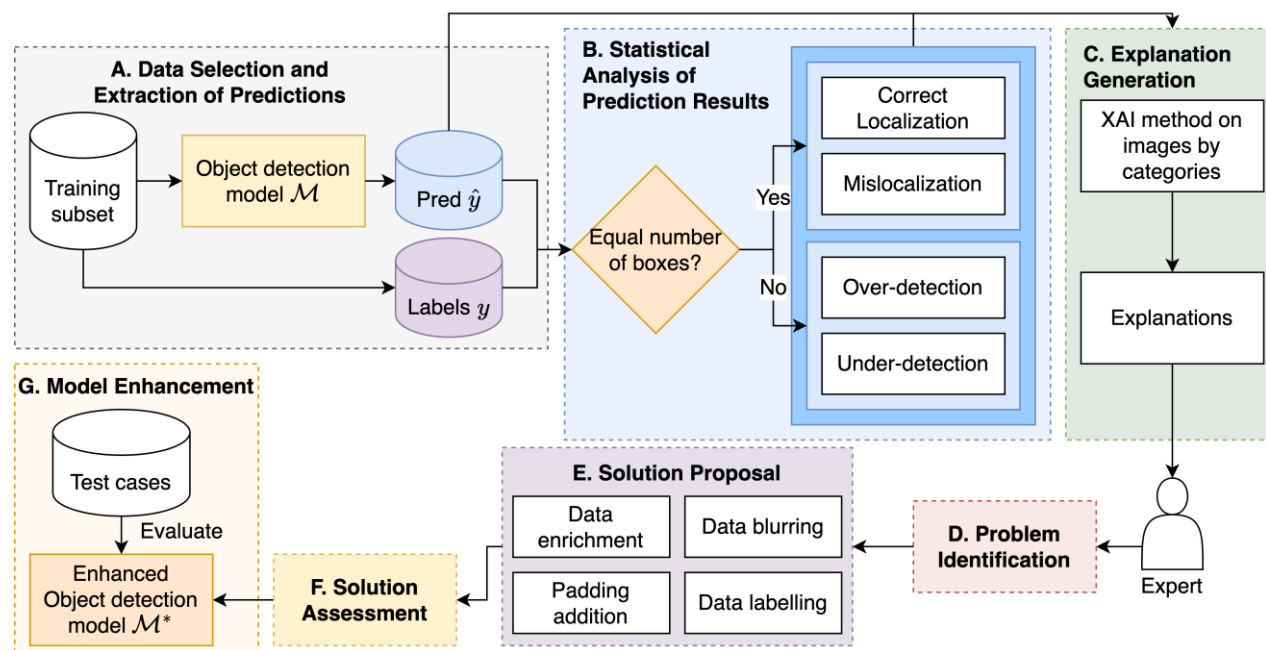 A. Data Selection and
Extraction of Predictions
Training
subset
Object detection
model ℳ
Pred ŷ
Labels y
B. Statistical
Analysis of
Prediction Results
Equal number
of boxes?
Yes
No
Correct
Localization
Mislocalization
Over-detection
Under-detection
C. Explanation
Generation
XAI method on
images by
categories
Explanations
Expert
D. Problem
Identification
E. Solution Proposal
Data
enrichment
Data blurring
Padding
addition
Data labelling
F. Solution
Assessment
G. Model Enhancement
Test cases
Evaluate
Enhanced
Object detection
model ℳ*